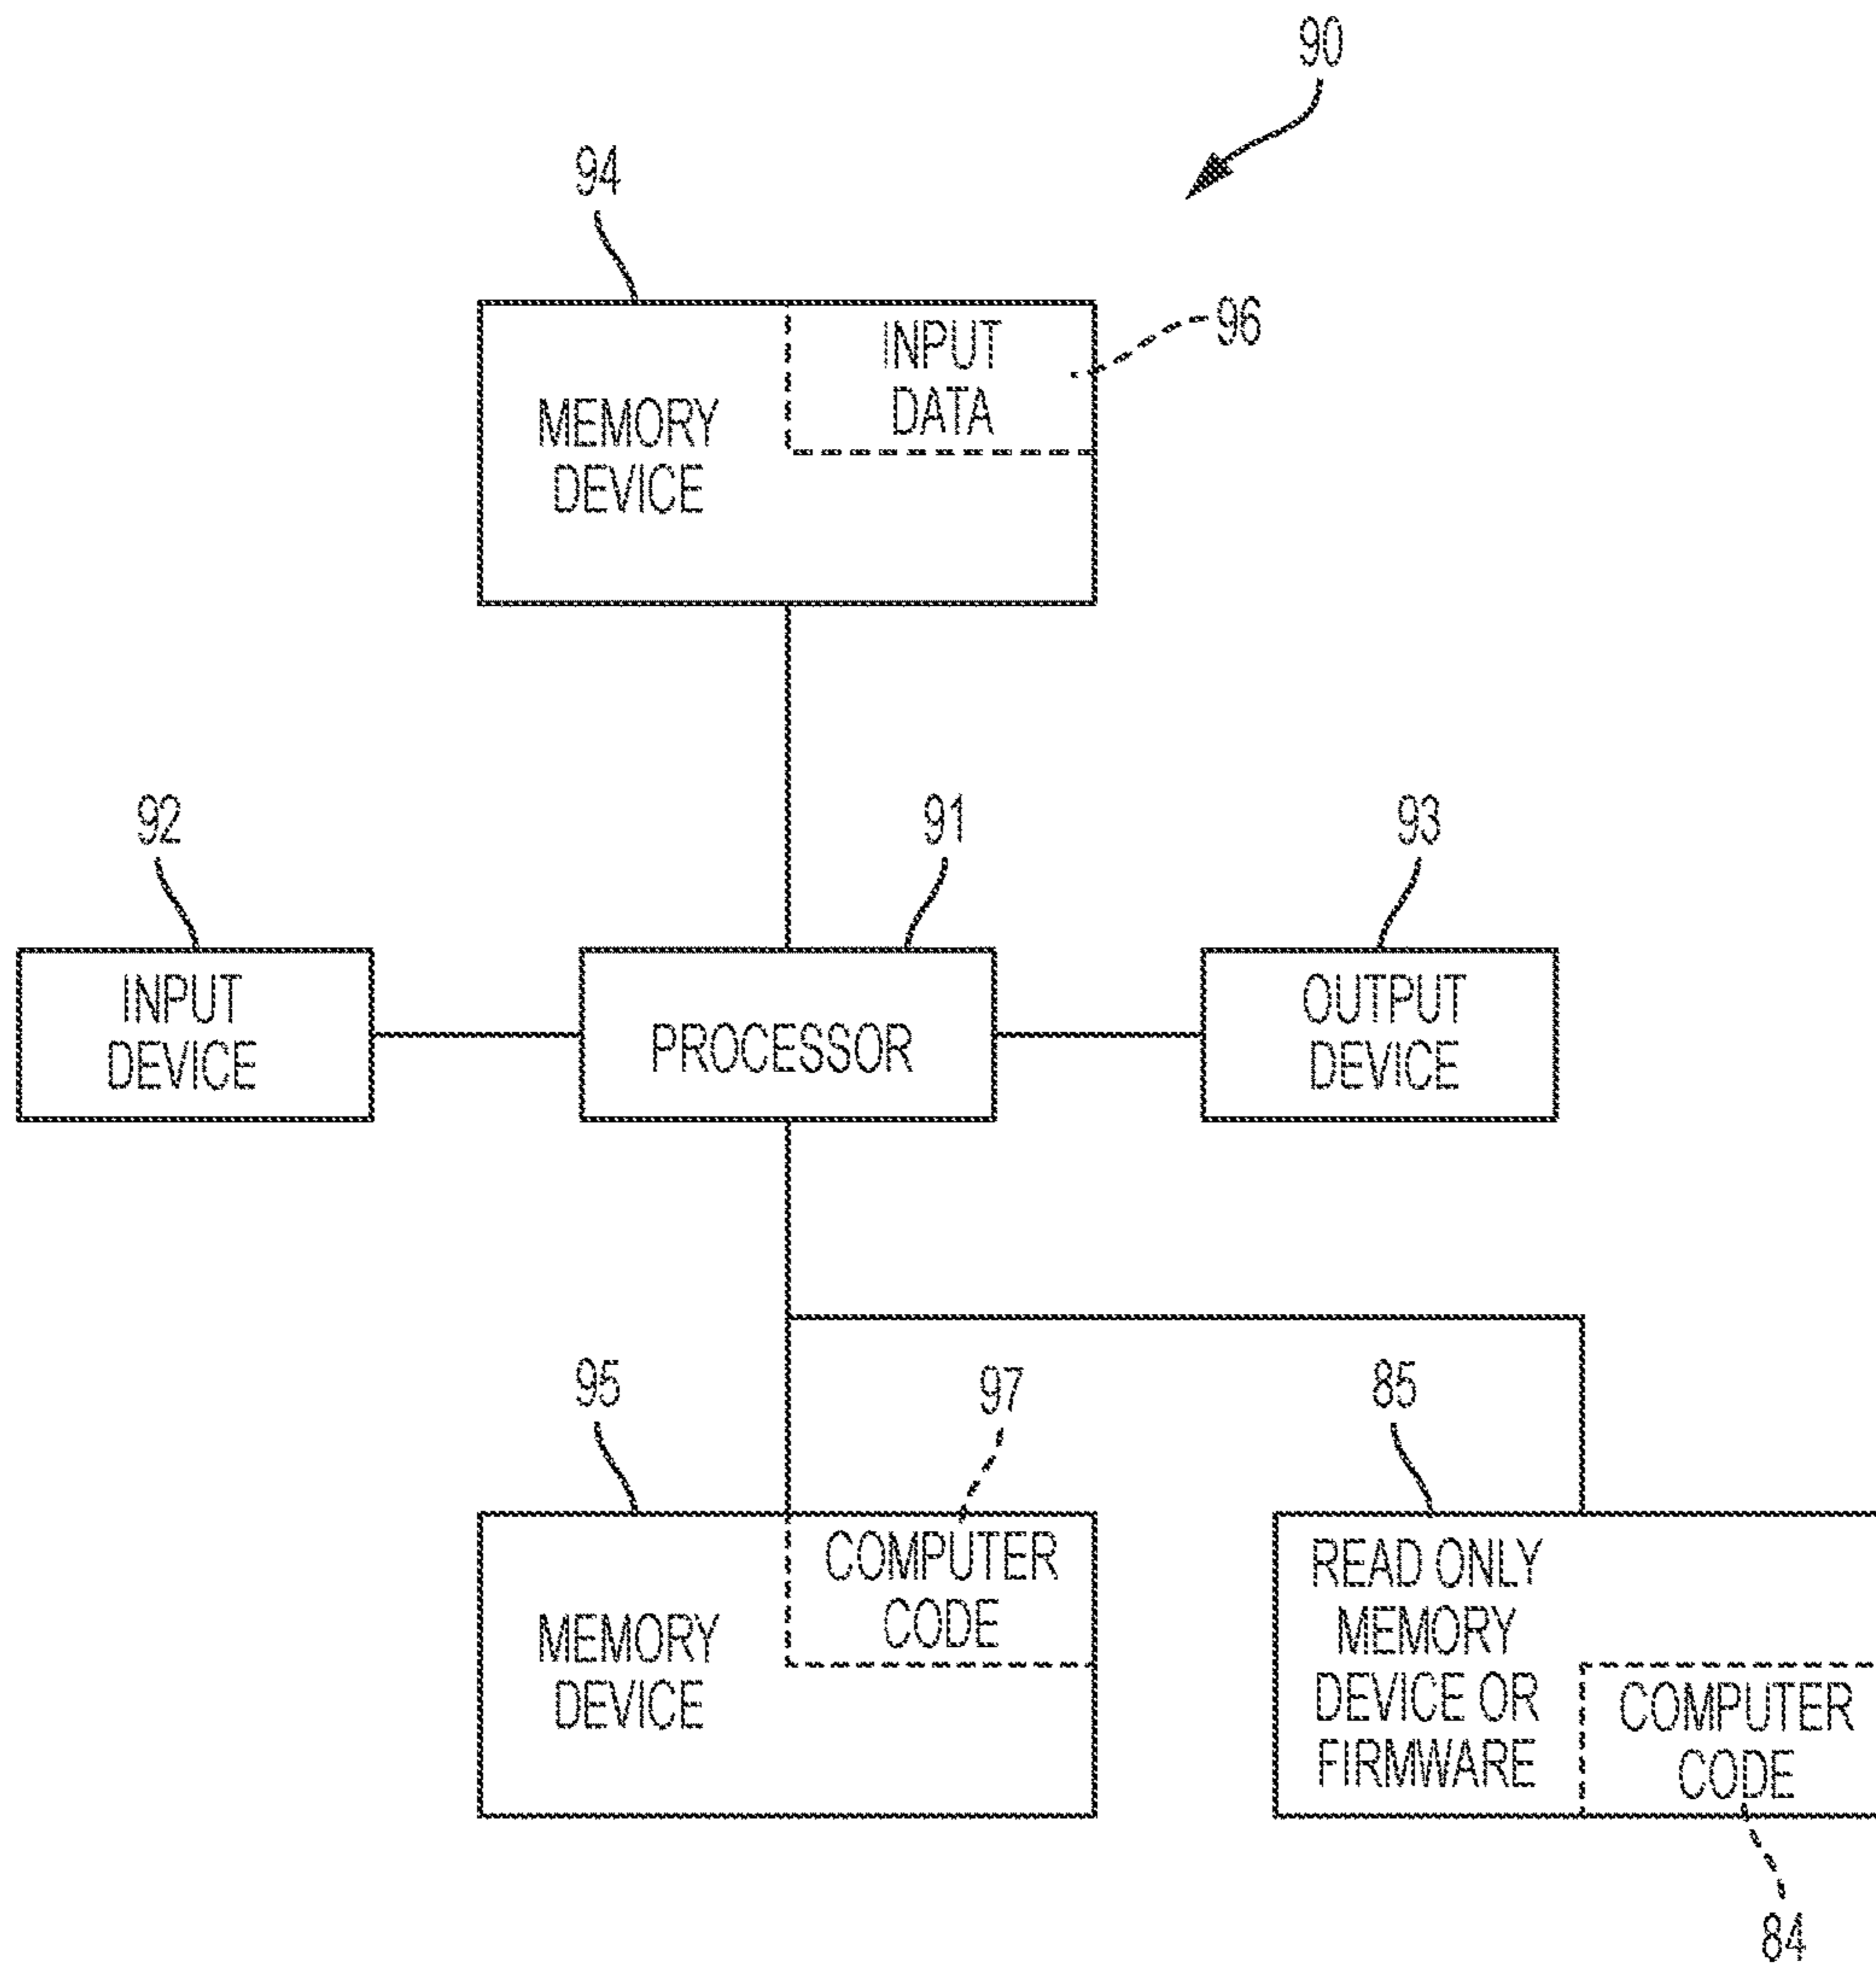 90
94
INPUT
DATA
96
MEMORY
DEVICE
92
91
93
INPUT
DEVICE
PROCESSOR
OUTPUT
DEVICE
95
97
85
COMPUTER
CODE
MEMORY
DEVICE
READ ONLY
MEMORY
DEVICE OR
FIRMWARE
COMPUTER
CODE
84